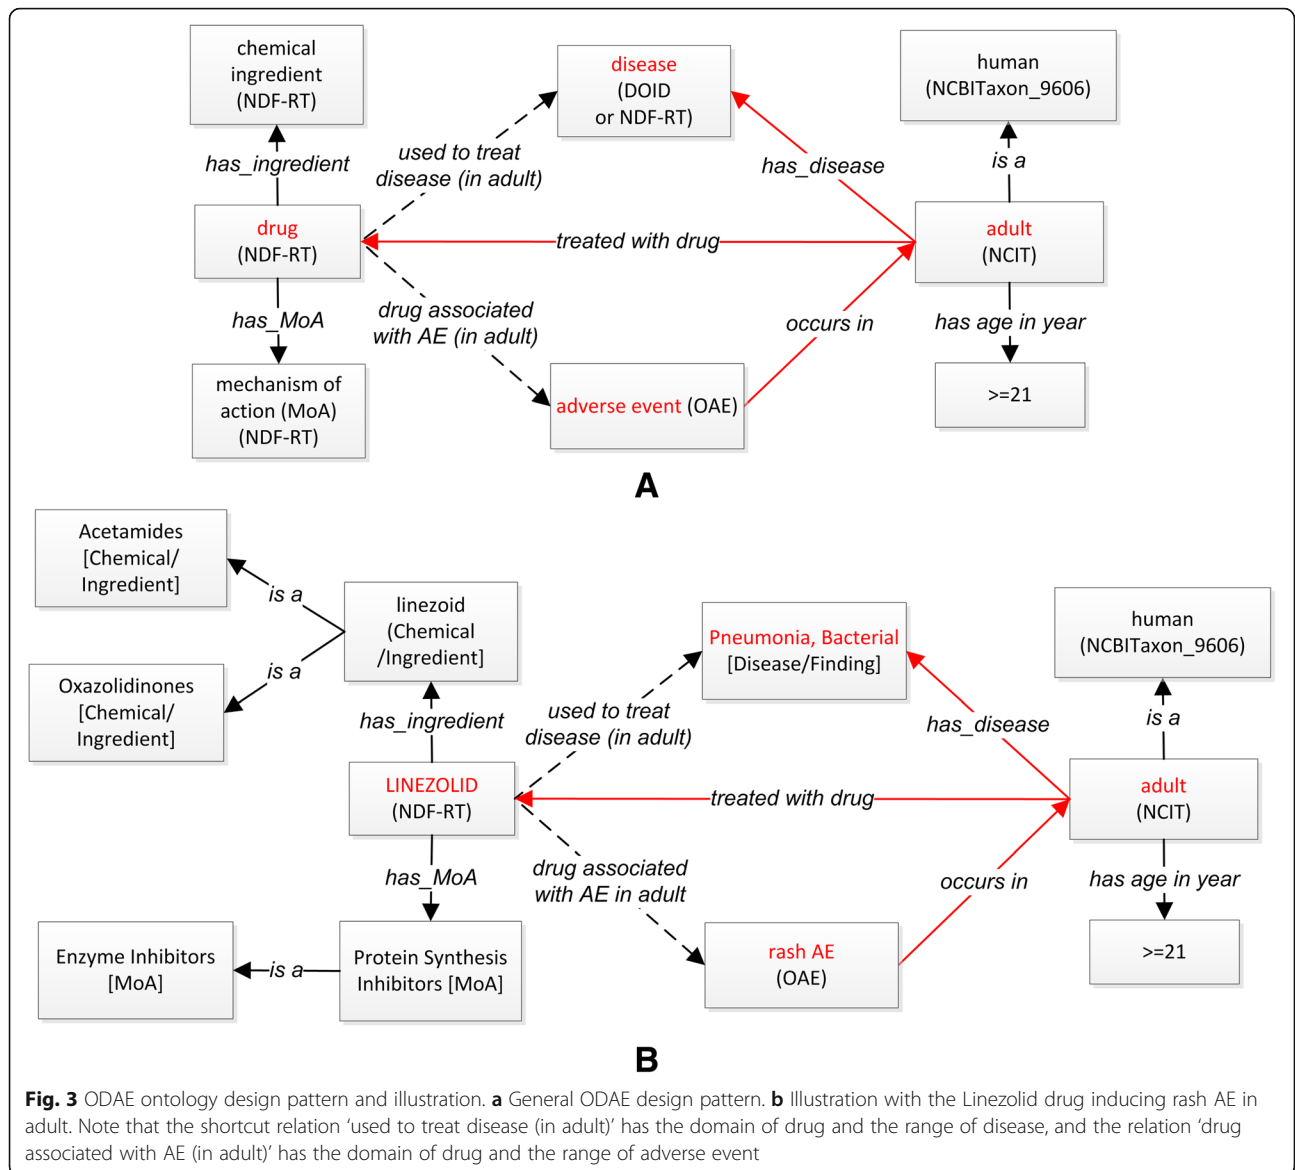 chemical
ingredient
(NDF-RT)
disease
(DOID
or NDF-RT)
human
(NCBITaxon_9606)
has_ingredient
used to treat
disease (in adult)
has_disease
is a
drug
(NDF-RT)
treated with drug
adult
(NCIT)
has_MoA
drug associated
with AE (in adult)
occurs in
has age in year
mechanism of
action (MoA)
(NDF-RT)
adverse event (OAE)
>=21
A
Acetamides
[Chemical/
Ingredient]
is a
linezoid
(Chemical
/Ingredient]
Pneumonia, Bacterial
[Disease/Finding]
human
(NCBITaxon_9606)
is a
Oxazolidinones
[Chemical/
Ingredient]
has_ingredient
used to treat
disease (in adult)
has_disease
is a
LINEZOLID
(NDF-RT)
treated with drug
adult
(NCIT)
has_MoA
drug associated
with AE in adult
occurs in
has age in year
Enzyme Inhibitors
[MoA]
is a
Protein Synthesis
Inhibitors [MoA]
rash AE
(OAE)
>=21
B
Fig. 3 ODAE ontology design pattern and illustration. a General ODAE design pattern. b Illustration with the Linezolid drug inducing rash AE in
adult. Note that the shortcut relation ‘used to treat disease (in adult)’ has the domain of drug and the range of disease, and the relation ‘drug
associated with AE (in adult)’ has the domain of drug and the range of adverse event